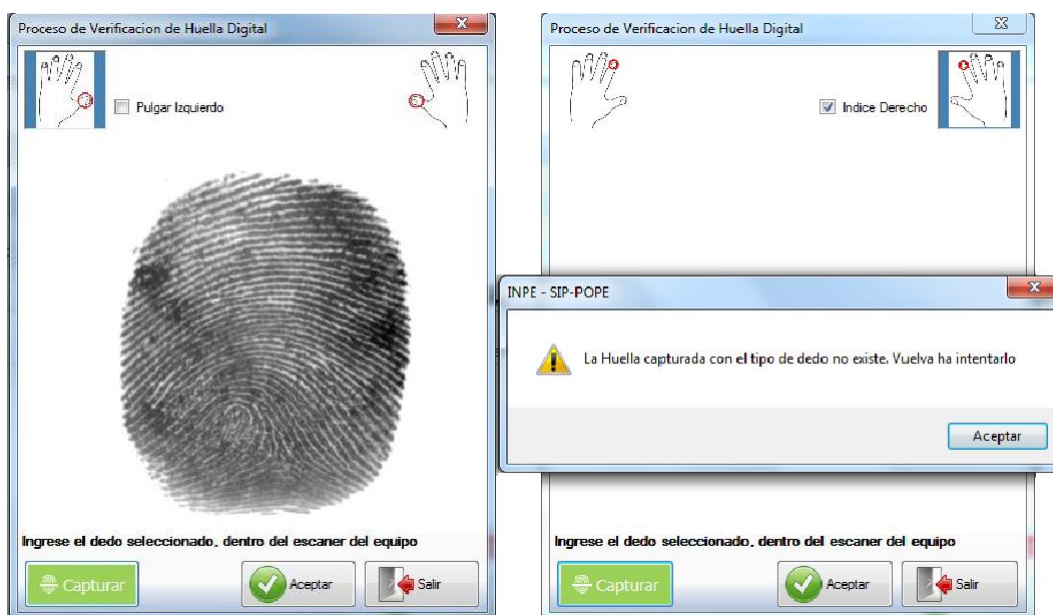 Proceso de Verificacion de Huella Digital
Pulgar Izquierdo
Ingrese el dedo seleccionado, dentro del escaner del equipo
Capturar
Aceptar
Salir
Proceso de Verificacion de Huella Digital
Indice Derecho
INPE - SIP-POPE
La Huella capturada con el tipo de dedo no existe. Vuelva ha intentarlo
Aceptar
Ingrese el dedo seleccionado, dentro del escaner del equipo
Capturar
Aceptar
Salir